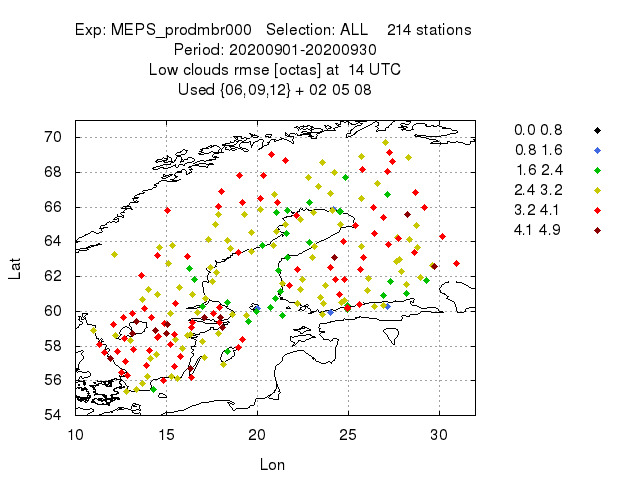 Exp: MEPS_prodmbr000 Selection: ALL 214 stations
Period: 20200901-20200930
Low clouds rmse [octas] at 14 UTC
Used {06,09,12} + 02 05 08
0.0 0.8
0.8 1.6
1.6 2.4
2.4 3.2
3.2 4.1
4.1 4.9
70
68
66
64
62
60
58
56
54
Lat
10 15 20 25 30
Lon